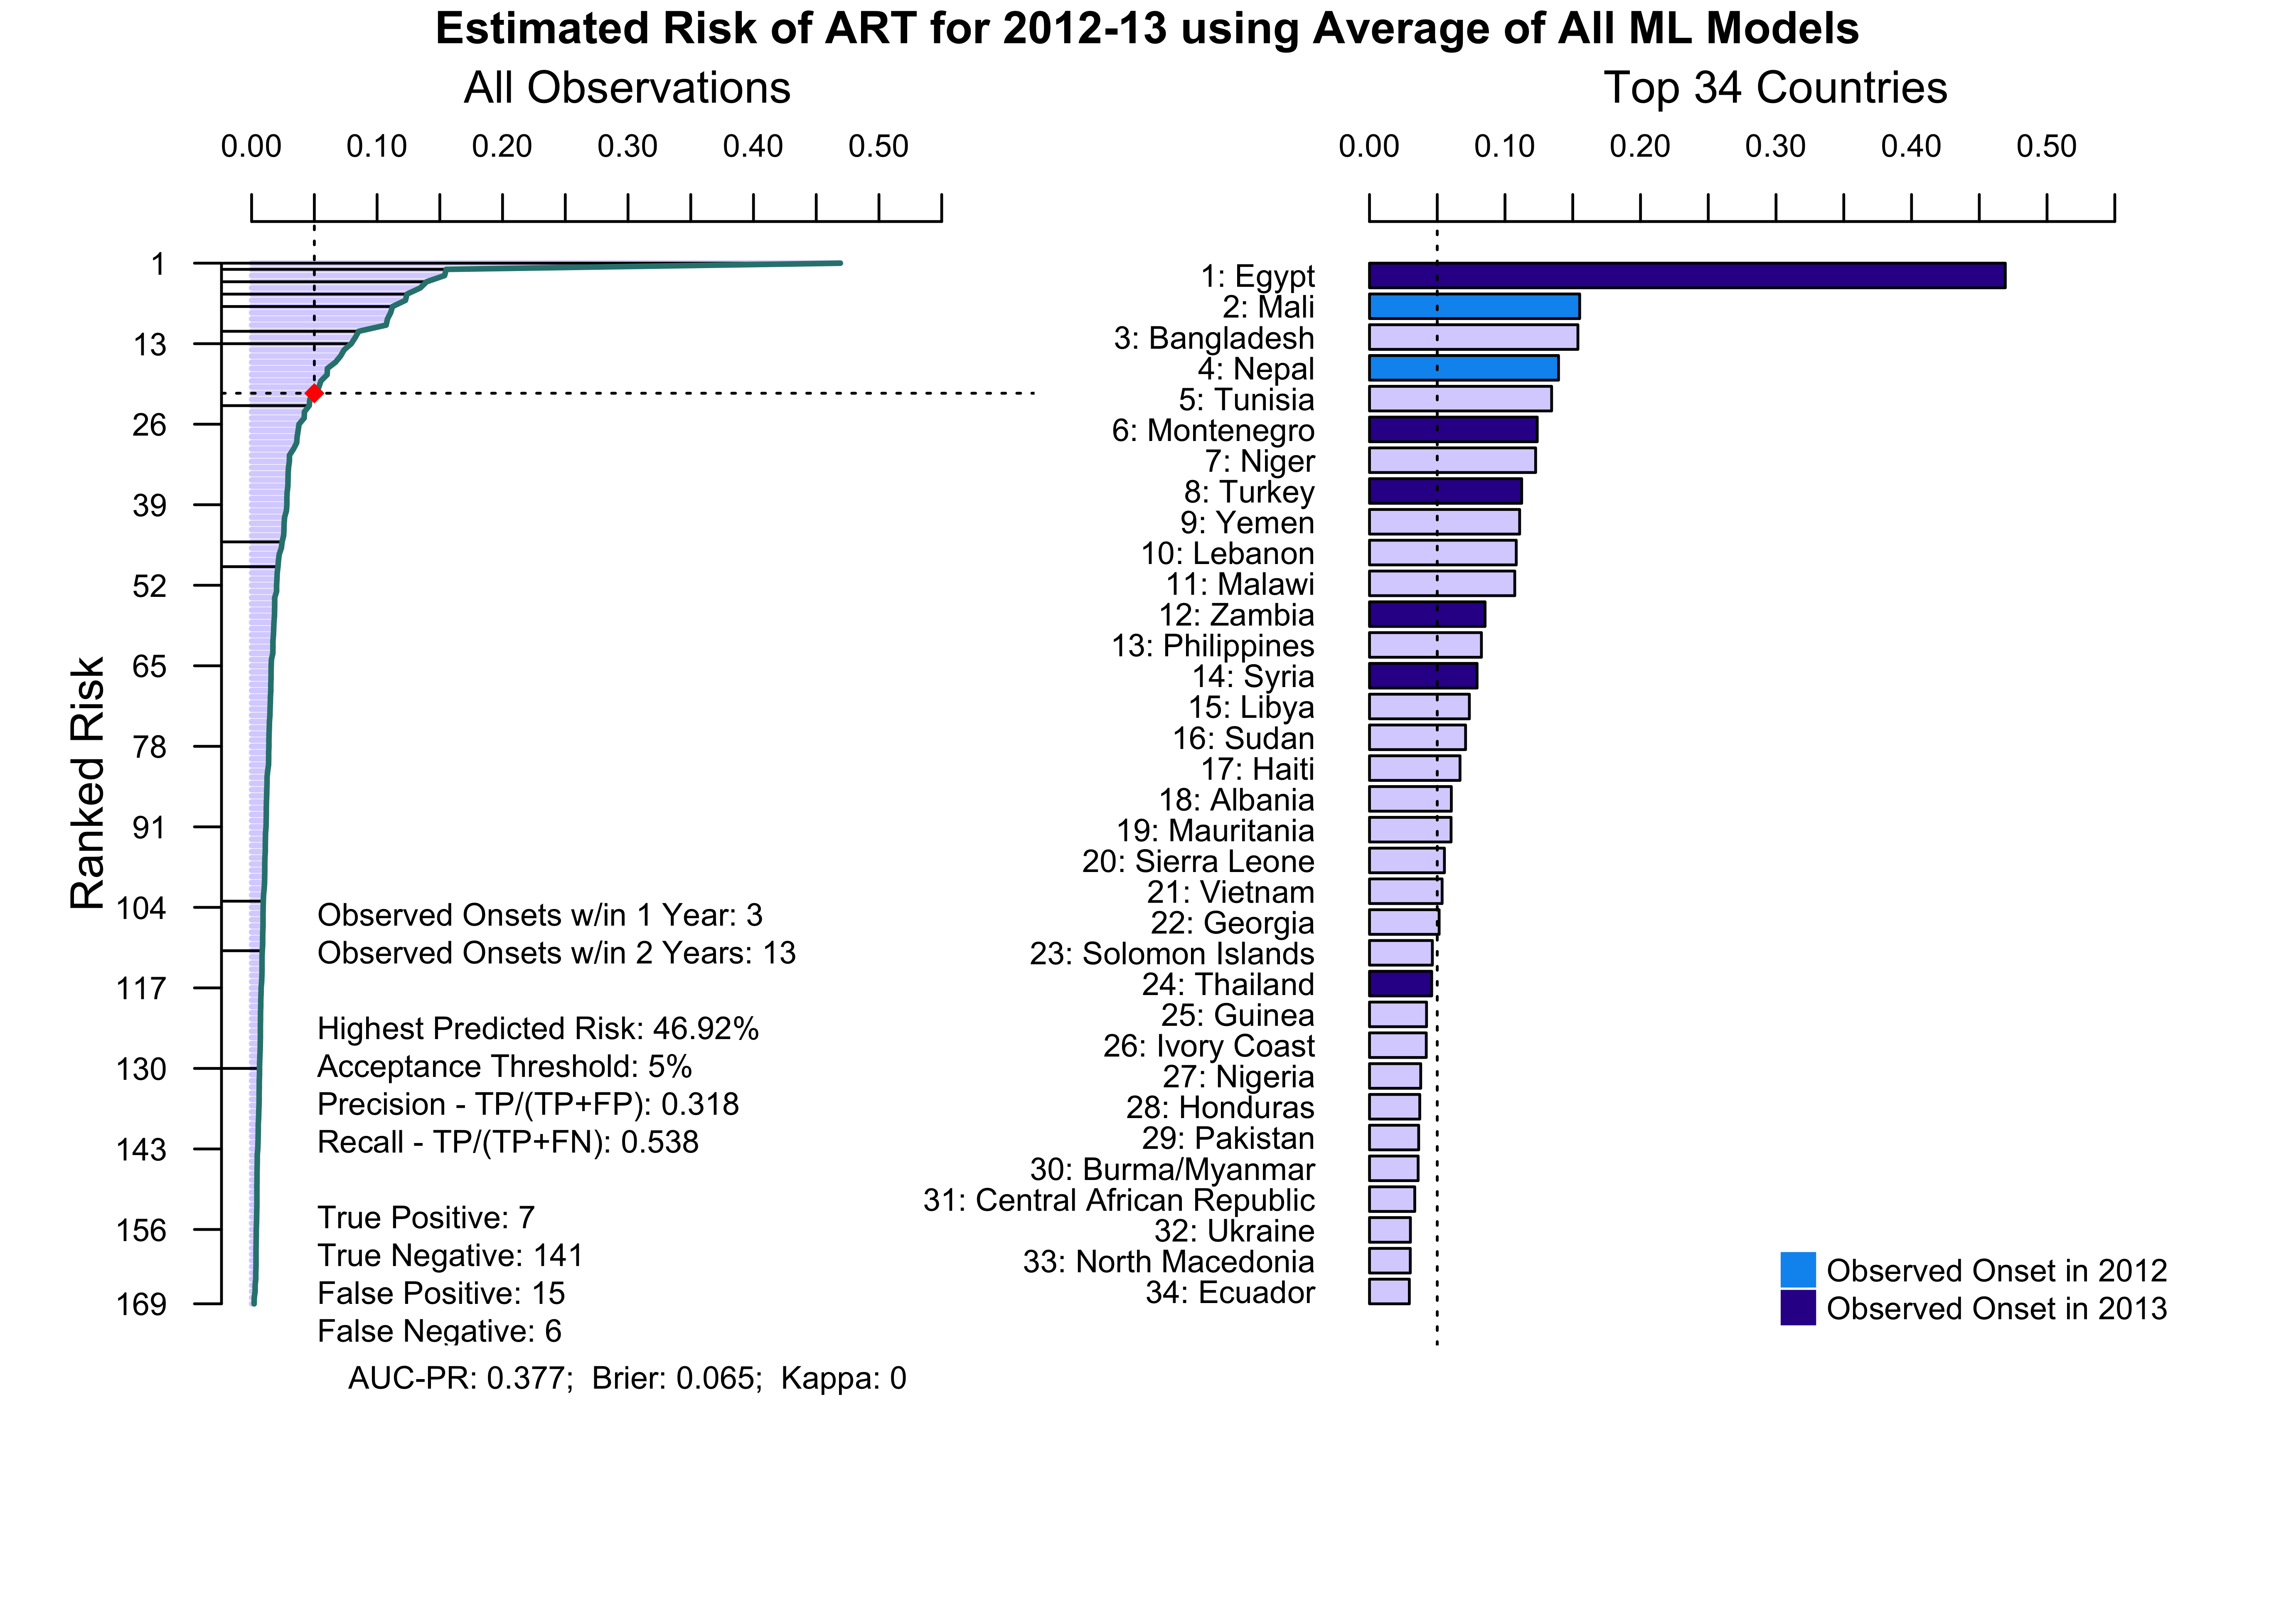 Estimated Risk of ART for 2012-13 using Average of All ML Models
All Observations
0.00 0.10 0.20 0.30 0.40 0.50
Ranked Risk
1
13
26
39
52
65
78
91
104
117
130
143
156
169
Observed Onsets w/in 1 Year: 3
Observed Onsets w/in 2 Years: 13
Highest Predicted Risk: 46.92%
Acceptance Threshold: 5%
Precision - TP/(TP+FP): 0.318
Recall - TP/(TP+FN): 0.538
True Positive: 7
True Negative: 141
False Positive: 15
False Negative: 6
AUC-PR: 0.377;  Brier: 0.065;  Kappa: 0
Top 34 Countries
0.00 0.10 0.20 0.30 0.40 0.50
1: Egypt
2: Mali
3: Bangladesh
4: Nepal
5: Tunisia
6: Montenegro
7: Niger
8: Turkey
9: Yemen
10: Lebanon
11: Malawi
12: Zambia
13: Philippines
14: Syria
15: Libya
16: Sudan
17: Haiti
18: Albania
19: Mauritania
20: Sierra Leone
21: Vietnam
22: Georgia
23: Solomon Islands
24: Thailand
25: Guinea
26: Ivory Coast
27: Nigeria
28: Honduras
29: Pakistan
30: Burma/Myanmar
31: Central African Republic
32: Ukraine
33: North Macedonia
34: Ecuador
Observed Onset in 2012
Observed Onset in 2013